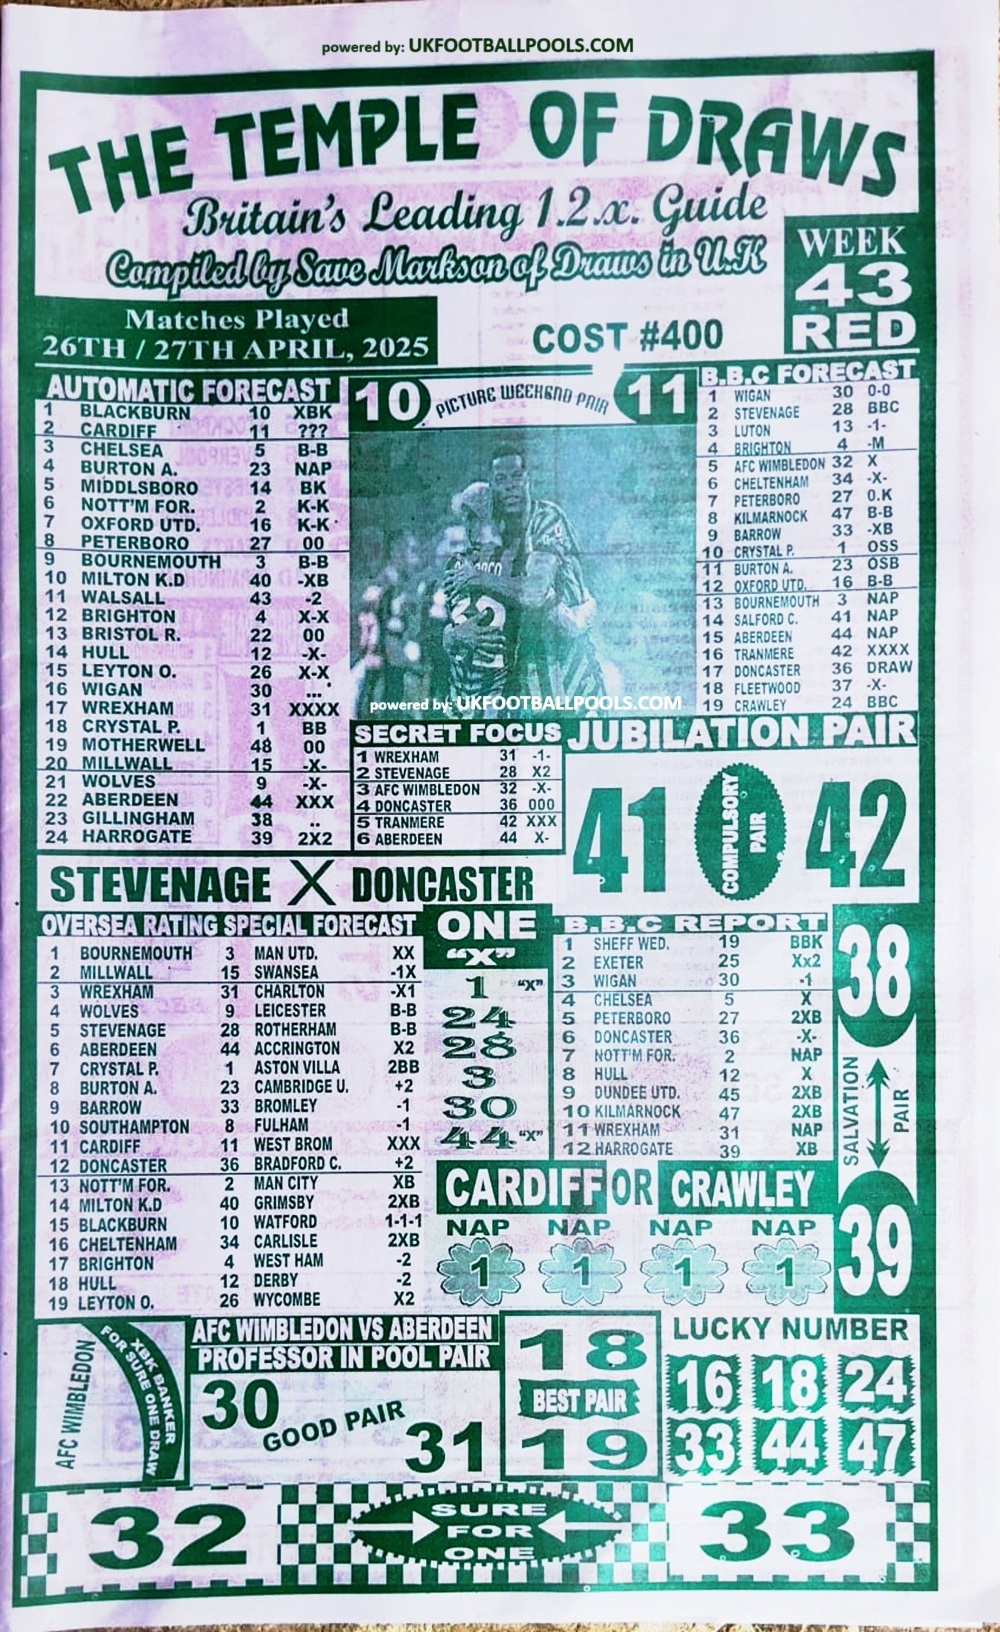 powered by: UKFOOTBALLPOOLS.COM
THE TEMPLE OF DRAWS
Britain's Leading 1.2.x. Guide
Compiled by Save Markson of Draws in U.K
WEEK
43
RED
Matches Played
26TH / 27TH APRIL, 2025
COST #400
AUTOMATIC FORECAST
1 BLACKBURN 10 XBK
2 CARDIFF 11 ???
3 CHELSEA 5 B-B
4 BURTON A. 23 NAP
5 MIDDLSBORO 14 BK
6 NOTT'M FOR. 2 K-K
7 OXFORD UTD. 16 K-K
8 PETERBORO 27 00
9 BOURNEMOUTH 3 B-B
10 MILTON K.D 40 -XB
11 WALSALL 43 -2
12 BRIGHTON 4 X-X
13 BRISTOL R. 22 00
14 HULL 12 -X-
15 LEYTON O. 26 X-X
16 WIGAN 30 ...
17 WREXHAM 31 XXXX
18 CRYSTAL P. 1 BB
19 MOTHERWELL 48 00
20 MILLWALL 15 -X-
21 WOLVES 9 -X-
22 ABERDEEN 44 XXX
23 GILLINGHAM 38 ..
24 HARROGATE 39 2X2
10 PICTURE WEEKEND PAIR 11
powered by: UKFOOTBALLPOOLS.COM
B.B.C FORECAST
1 WIGAN 30 0-0
2 STEVENAGE 28 BBC
3 LUTON 13 -1-
4 BRIGHTON 4 -M
5 AFC WIMBLEDON 32 X
6 CHELTENHAM 34 -X-
7 PETERBORO 27 0.K
8 KILMARNOCK 47 B-B
9 BARROW 33 -XB
10 CRYSTAL P. 1 OSS
11 BURTON A. 23 OSB
12 OXFORD UTD. 16 B-B
13 BOURNEMOUTH 3 NAP
14 SALFORD C. 41 NAP
15 ABERDEEN 44 NAP
16 TRANMERE 42 XXXX
17 DONCASTER 36 DRAW
18 FLEETWOOD 37 -X-
19 CRAWLEY 24 BBC
SECRET FOCUS
1 WREXHAM 31 -1-
2 STEVENAGE 28 X2
3 AFC WIMBLEDON 32 -X-
4 DONCASTER 36 000
5 TRANMERE 42 XXX
6 ABERDEEN 44 X-
JUBILATION PAIR
41 COMPULSORY PAIR 42
STEVENAGE X DONCASTER
OVERSEA RATING SPECIAL FORECAST
1 BOURNEMOUTH 3 MAN UTD. XX
2 MILLWALL 15 SWANSEA -1X
3 WREXHAM 31 CHARLTON -X1
4 WOLVES 9 LEICESTER B-B
5 STEVENAGE 28 ROTHERHAM B-B
6 ABERDEEN 44 ACCRINGTON X2
7 CRYSTAL P. 1 ASTON VILLA 2BB
8 BURTON A. 23 CAMBRIDGE U. +2
9 BARROW 33 BROMLEY -1
10 SOUTHAMPTON 8 FULHAM -1
11 CARDIFF 11 WEST BROM XXX
12 DONCASTER 36 BRADFORD C. +2
13 NOTT'M FOR. 2 MAN CITY XB
14 MILTON K.D 40 GRIMSBY 2XB
15 BLACKBURN 10 WATFORD 1-1-1
16 CHELTENHAM 34 CARLISLE 2XB
17 BRIGHTON 4 WEST HAM -2
18 HULL 12 DERBY -2
19 LEYTON O. 26 WYCOMBE X2
ONE
"X"
1 "X"
24
28
3
30
44 "X"
B.B.C REPORT
1 SHEFF WED. 19 BBK
2 EXETER 25 Xx2
3 WIGAN 30 -1
4 CHELSEA 5 X
5 PETERBORO 27 2XB
6 DONCASTER 36 -X-
7 NOTT'M FOR. 2 NAP
8 HULL 12 X
9 DUNDEE UTD. 45 2XB
10 KILMARNOCK 47 2XB
11 WREXHAM 31 NAP
12 HARROGATE 39 XB
38
SALVATION PAIR
39
CARDIFF OR CRAWLEY
NAP NAP NAP NAP
1 1 1 1
AFC WIMBLEDON
XBK BANKER
FOR SURE ONE DRAW
AFC WIMBLEDON VS ABERDEEN
PROFESSOR IN POOL PAIR
30
GOOD PAIR
31
18
BEST PAIR
19
LUCKY NUMBER
16 18 24
33 44 47
32 SURE FOR ONE 33